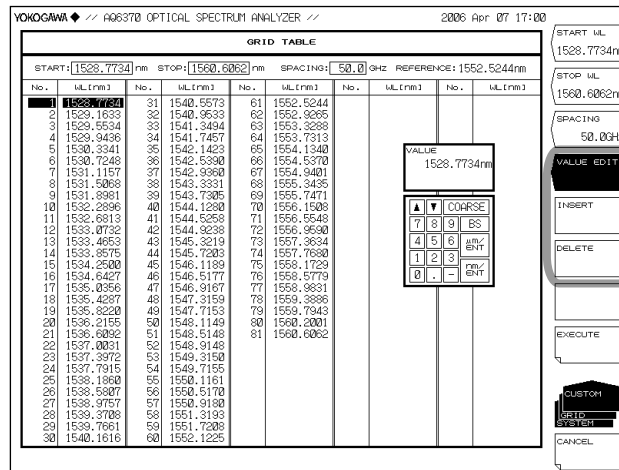 YOKOGAWA ◆ // AQ6370 OPTICAL SPECTRUM ANALYZER // 2006 Apr 07 17:00
GRID TABLE
START: 1528.7734 nm STOP: 1560.6062 nm SPACING: 50.0 GHz REFERENCE: 1552.5244nm
No. WL[nm] No. WL[nm] No. WL[nm] No. WL[nm] No. WL[nm]
1 1528.7734 31 1540.5573 61 1552.5244
2 1529.1633 32 1540.9533 62 1552.9265
3 1529.5534 33 1541.3494 63 1553.3288
4 1529.9436 34 1541.7457 64 1553.7313
5 1530.3341 35 1542.1423 65 1554.1340
6 1530.7248 36 1542.5390 66 1554.5370
7 1531.1157 37 1542.9360 67 1554.9401
8 1531.5068 38 1543.3331 68 1555.3435
9 1531.8981 39 1543.7305 69 1555.7471
10 1532.2896 40 1544.1280 70 1556.1508
11 1532.6813 41 1544.5258 71 1556.5548
12 1533.0732 42 1544.9238 72 1556.9590
13 1533.4653 43 1545.3219 73 1557.3634
14 1533.8575 44 1545.7203 74 1557.7680
15 1534.2500 45 1546.1189 75 1558.1729
16 1534.6427 46 1546.5177 76 1558.5779
17 1535.0356 47 1546.9167 77 1558.9831
18 1535.4287 48 1547.3159 78 1559.3886
19 1535.8220 49 1547.7153 79 1559.7943
20 1536.2155 50 1548.1149 80 1560.2001
21 1536.6092 51 1548.5148 81 1560.6062
22 1537.0031 52 1548.9148
23 1537.3972 53 1549.3150
24 1537.7915 54 1549.7155
25 1538.1860 55 1550.1161
26 1538.5807 56 1550.5170
27 1538.9757 57 1550.9180
28 1539.3708 58 1551.3193
29 1539.7661 59 1551.7208
30 1540.1616 60 1552.1225
VALUE
1528.7734nm
▲ ▼ COARSE
7 8 9 BS
4 5 6 µm/ENT
1 2 3 nm/ENT
0 . -
START WL
1528.7734n
STOP WL
1560.6062n
SPACING
50.0GH
VALUE EDIT
INSERT
DELETE
EXECUTE
CUSTOM
GRID
SYSTEM
CANCEL